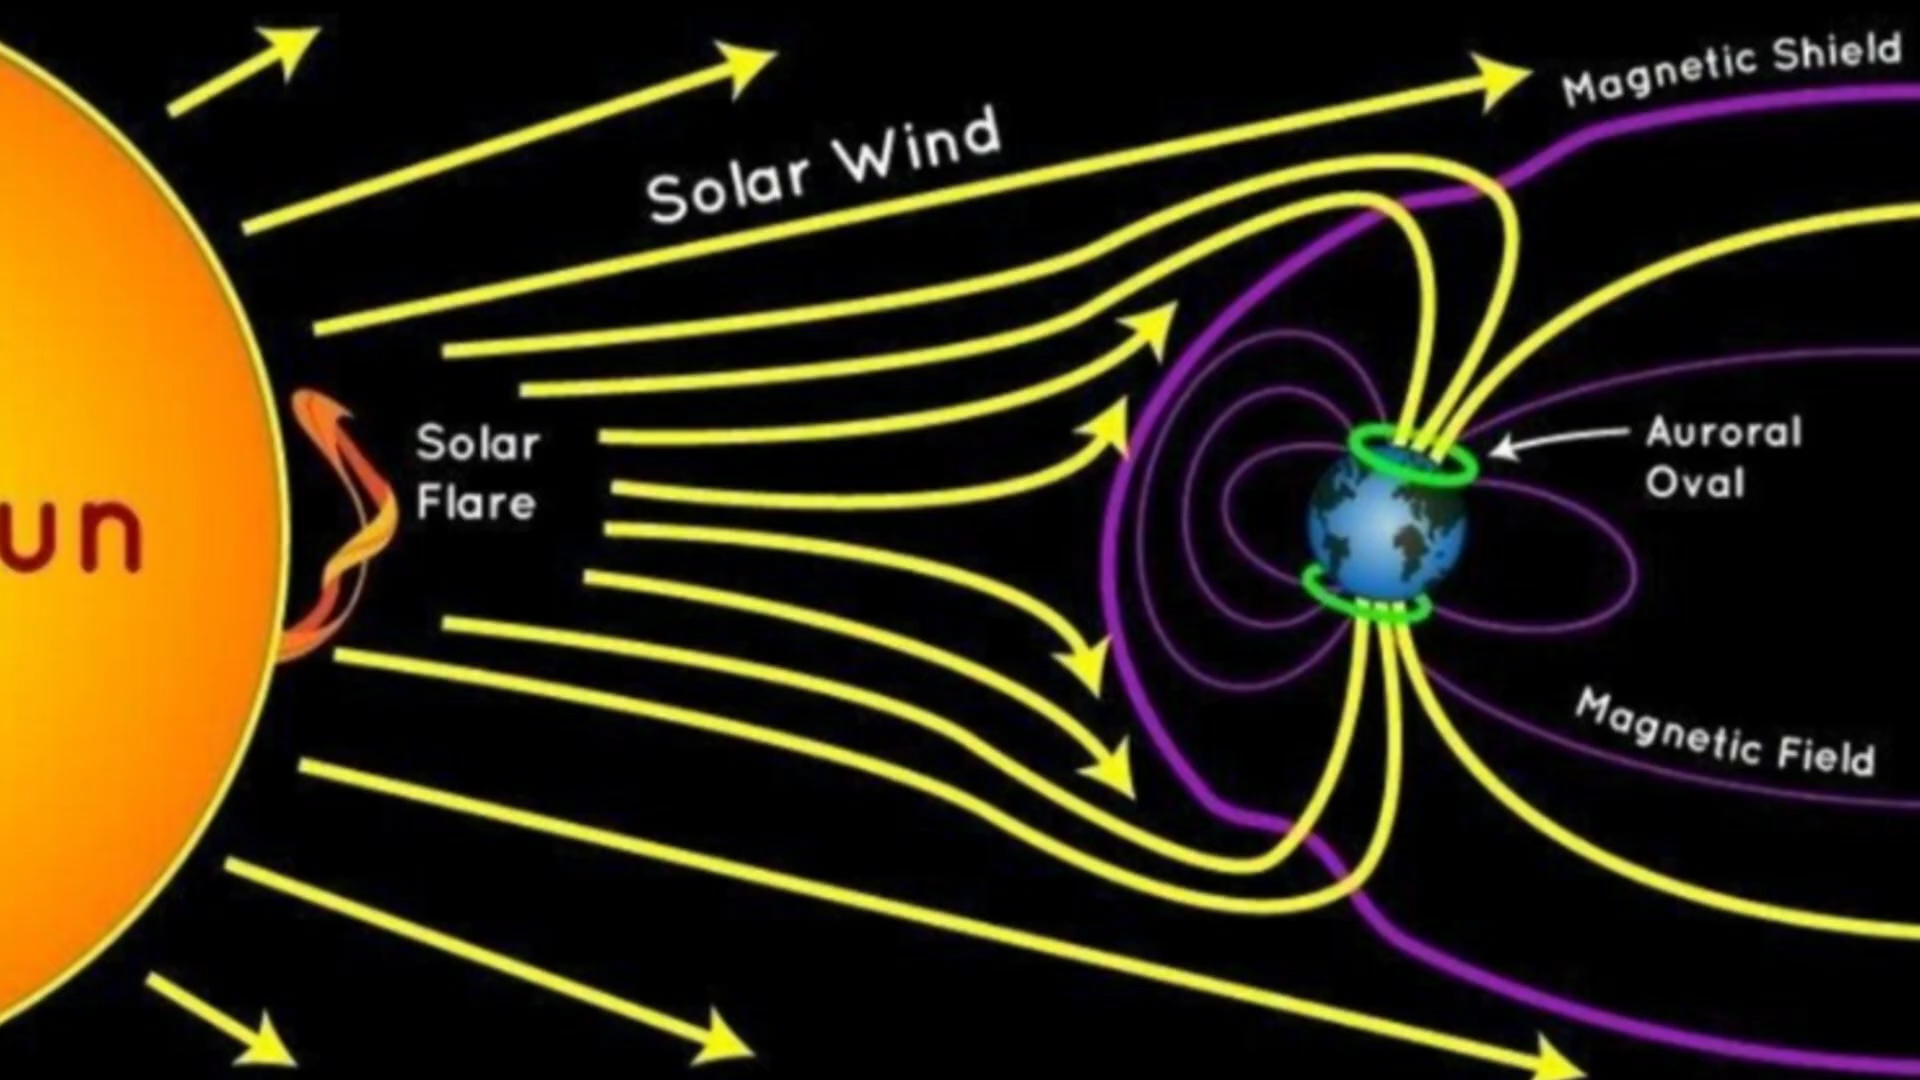 Magnetic Shield
Solar Wind
Solar
Flare
un
Auroral
Oval
Magnetic Field